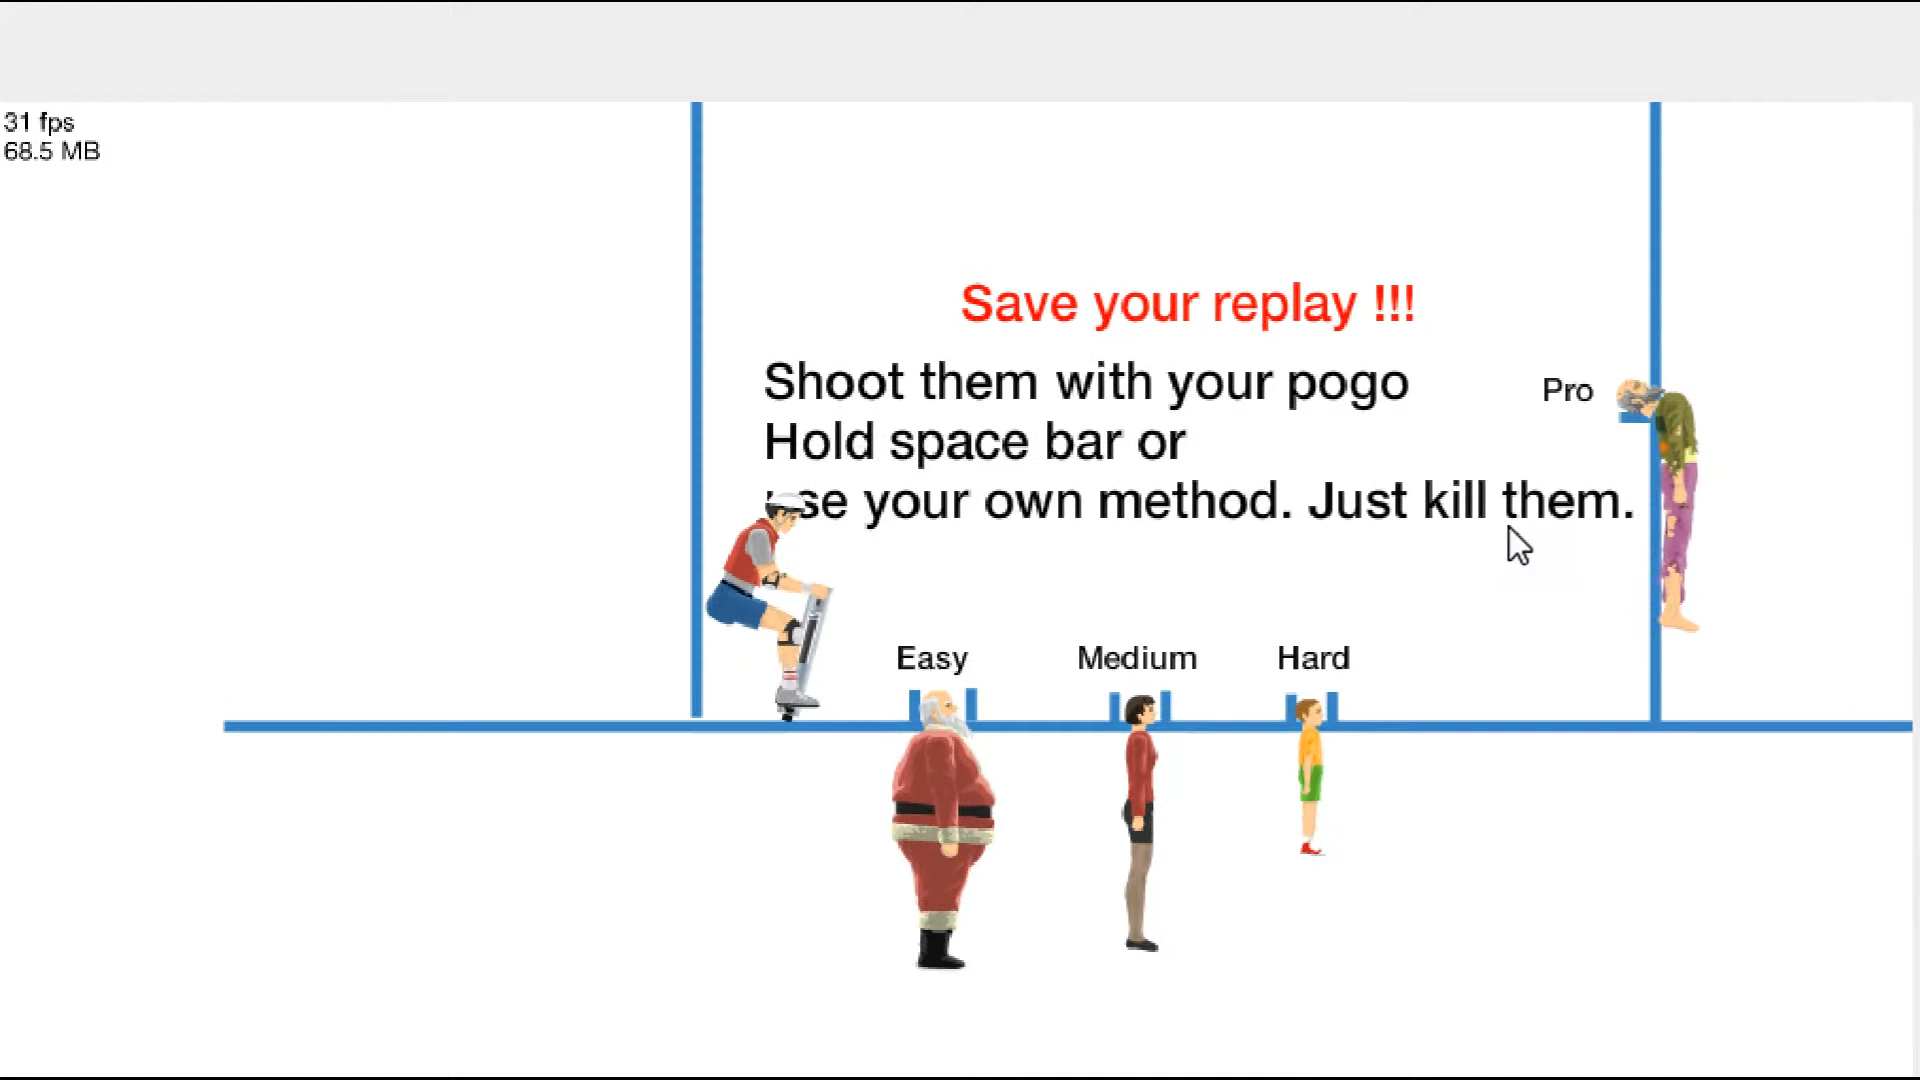 31 fps
68.5 MB
Save your replay !!!
Shoot them with your pogo
Pro
Hold space bar or
use your own method. Just kill them.
Easy
Medium
Hard